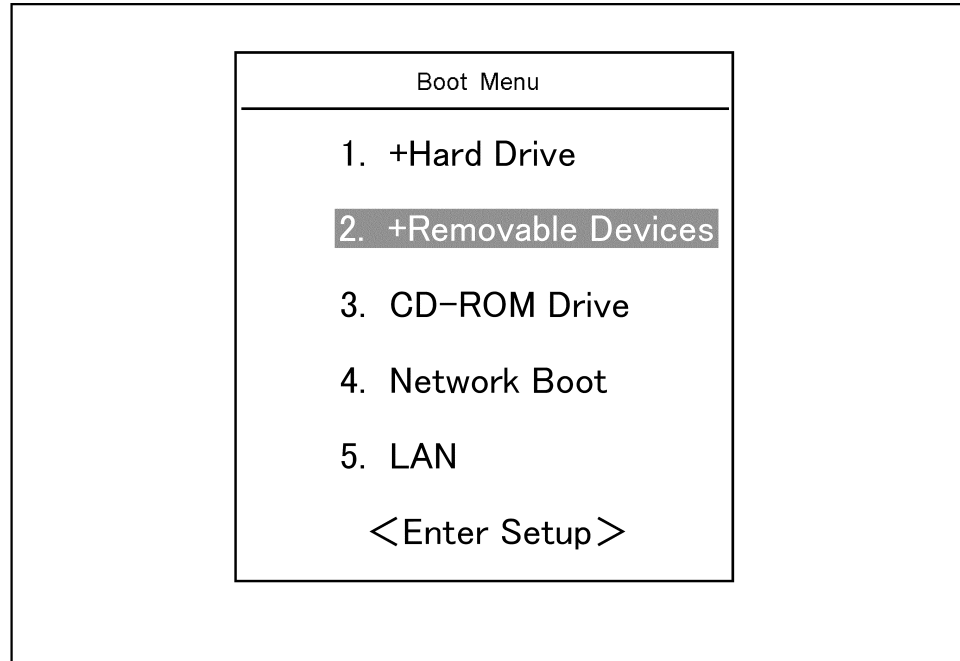 Boot Menu
1. +Hard Drive
2. +Removable Devices
3. CD-ROM Drive
4. Network Boot
5. LAN
<Enter Setup>